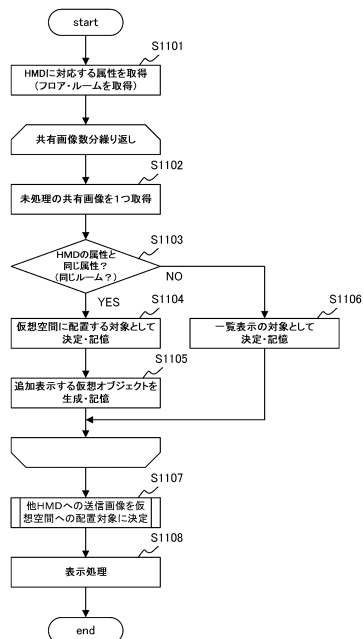 start
S1101
HMDに対応する属性を取得
(フロア・ルームを取得)
共有画像数分繰り返し
S1102
未処理の共有画像を1つ取得
S1103
HMDの属性と
同じ属性?
(同じルーム?)
NO
YES
S1104
仮想空間に配置する対象として
決定・記憶
S1106
一覧表示の対象として
決定・記憶
S1105
追加表示する仮想オブジェクトを
生成・記憶
S1107
他HMDへの送信画像を仮
想空間への配置対象に決定
S1108
表示処理
end